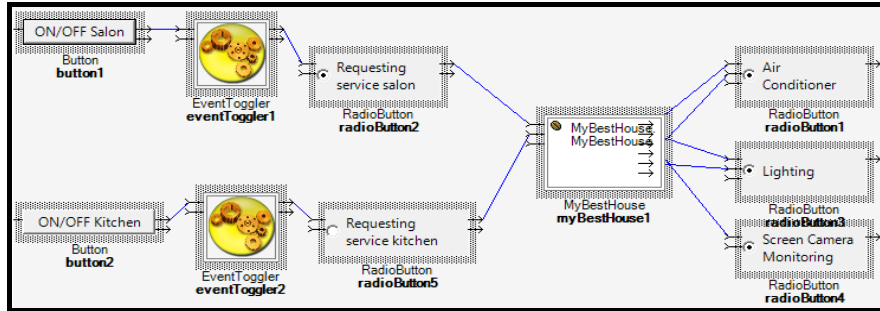 ON/OFF Salon
Button
button1
EventToggler
eventToggler1
Requesting
service salon
RadioButton
radioButton2
ON/OFF Kitchen
Button
button2
EventToggler
eventToggler2
Requesting
service kitchen
RadioButton
radioButton5
MyBestHouse
MyBestHouse
MyBestHouse
myBestHouse1
Air
Conditioner
RadioButton
radioButton1
Lighting
RadioButton
radioButton3
Screen Camera
Monitoring
RadioButton
radioButton4